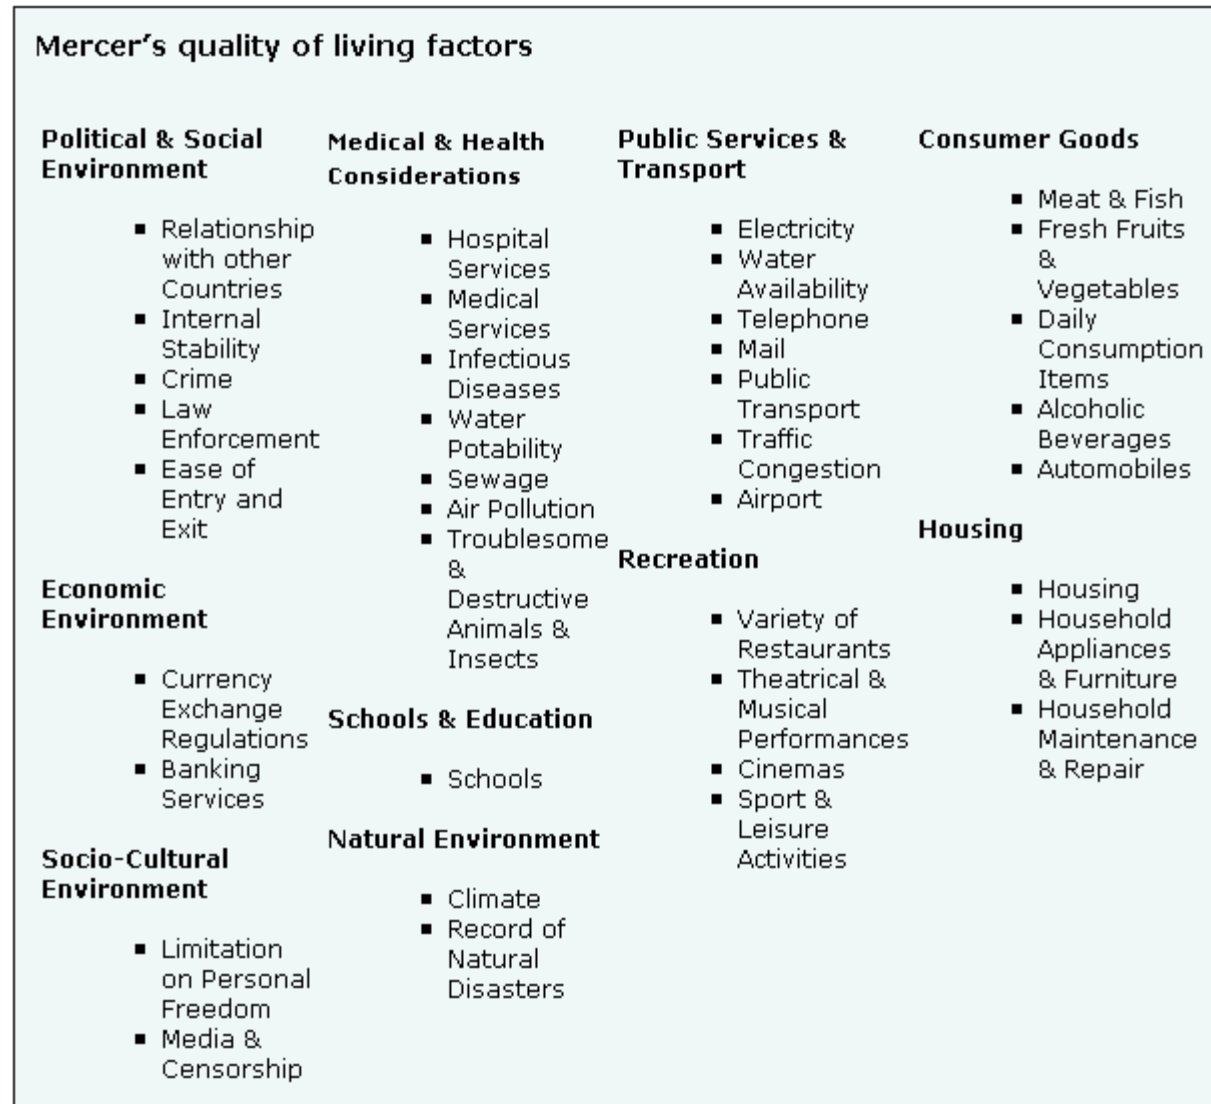 Mercer's quality of living factors
Political & Social
Environment
▪ Relationship
with other
Countries
▪ Internal
Stability
▪ Crime
▪ Law
Enforcement
▪ Ease of
Entry and
Exit
Economic
Environment
▪ Currency
Exchange
Regulations
▪ Banking
Services
Socio-Cultural
Environment
▪ Limitation
on Personal
Freedom
▪ Media &
Censorship
Medical & Health
Considerations
▪ Hospital
Services
▪ Medical
Services
▪ Infectious
Diseases
▪ Water
Potability
▪ Sewage
▪ Air Pollution
▪ Troublesome
&
Destructive
Animals &
Insects
Schools & Education
▪ Schools
Natural Environment
▪ Climate
▪ Record of
Natural
Disasters
Public Services &
Transport
▪ Electricity
▪ Water
Availability
▪ Telephone
▪ Mail
▪ Public
Transport
▪ Traffic
Congestion
▪ Airport
Recreation
▪ Variety of
Restaurants
▪ Theatrical &
Musical
Performances
▪ Cinemas
▪ Sport &
Leisure
Activities
Consumer Goods
▪ Meat & Fish
▪ Fresh Fruits
&
Vegetables
▪ Daily
Consumption
Items
▪ Alcoholic
Beverages
▪ Automobiles
Housing
▪ Housing
▪ Household
Appliances
& Furniture
▪ Household
Maintenance
& Repair